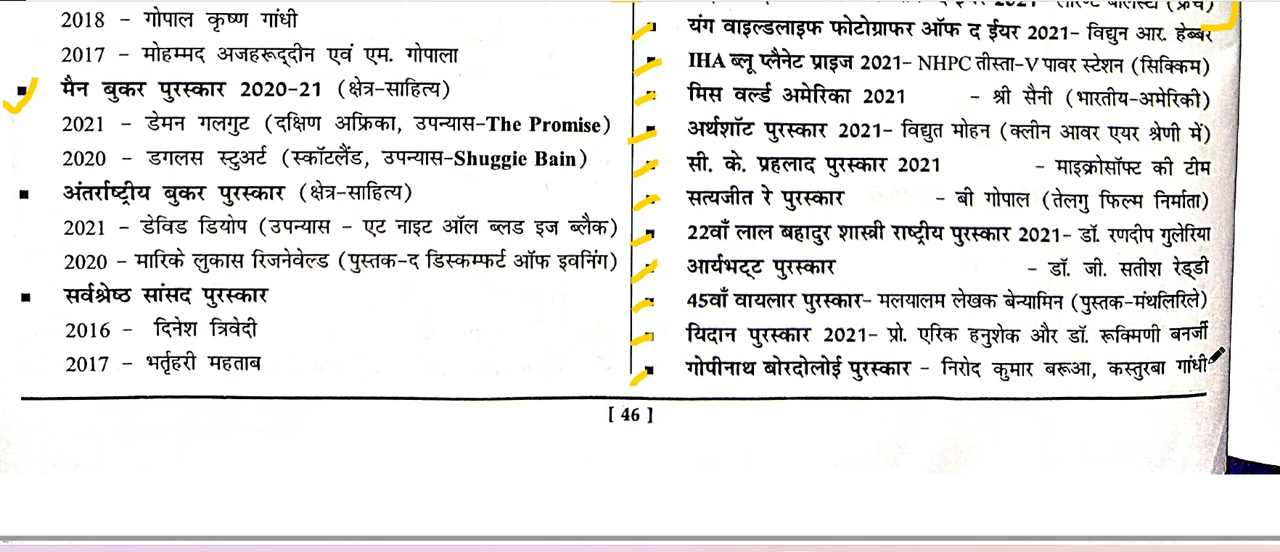 2018 - गोपाल कृष्ण गांधी
2017 - मोहम्मद अजहरूद्दीन एवं एम. गोपाला
▪ मैन बुकर पुरस्कार 2020-21 (क्षेत्र-साहित्य)
2021 - डेमन गलगुट (दक्षिण अफ्रिका, उपन्यास-The Promise)
2020 - डगलस स्टुअर्ट (स्कॉटलैंड, उपन्यास-Shuggie Bain)
▪ अंतर्राष्ट्रीय बुकर पुरस्कार (क्षेत्र-साहित्य)
2021 - डेविड डियोप (उपन्यास - एट नाइट ऑल ब्लड इज ब्लैक)
2020 - मारिके लुकास रिजनेवेल्ड (पुस्तक-द डिस्कम्फर्ट ऑफ इवनिंग)
▪ सर्वश्रेष्ठ सांसद पुरस्कार
2016 - दिनेश त्रिवेदी
2017 - भर्तृहरी महताब
▪ यंग वाइल्डलाइफ फोटोग्राफर ऑफ द ईयर 2021- विद्युन आर. हेब्बर
▪ IHA ब्लू प्लैनेट प्राइज 2021- NHPC तीस्ता-V पावर स्टेशन (सिक्किम)
▪ मिस वर्ल्ड अमेरिका 2021 - श्री सैनी (भारतीय-अमेरिकी)
▪ अर्थशॉट पुरस्कार 2021- विद्युत मोहन (क्लीन आवर एयर श्रेणी में)
▪ सी. के. प्रहलाद पुरस्कार 2021 - माइक्रोसॉफ्ट की टीम
▪ सत्यजीत रे पुरस्कार - बी गोपाल (तेलगु फिल्म निर्माता)
▪ 22वाँ लाल बहादुर शास्त्री राष्ट्रीय पुरस्कार 2021- डॉ. रणदीप गुलेरिया
▪ आर्यभट्ट पुरस्कार - डॉ. जी. सतीश रेड्डी
▪ 45वाँ वायलार पुरस्कार- मलयालम लेखक बेन्यामिन (पुस्तक-मंथलिरिले)
▪ यिदान पुरस्कार 2021- प्रो. एरिक हनुशेक और डॉ. रूक्मिणी बनर्जी
▪ गोपीनाथ बोरदोलोई पुरस्कार - निरोद कुमार बरूआ, कस्तुरबा गांधी
[ 46 ]